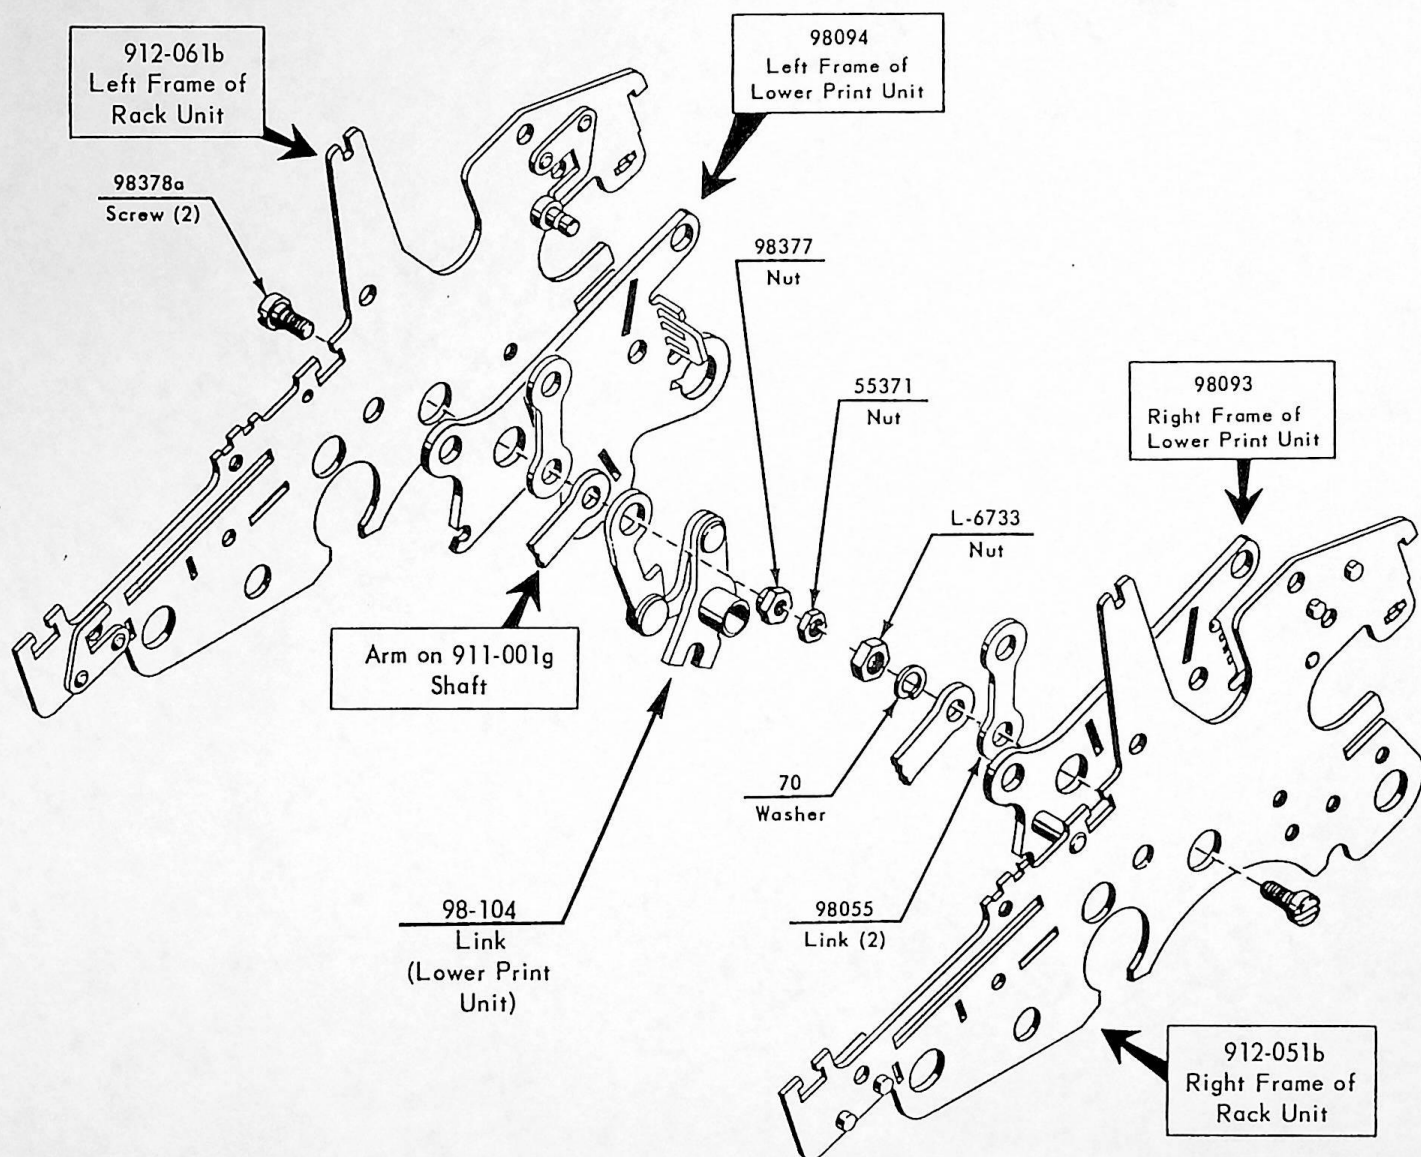 912-061b
Left Frame of
Rack Unit
98094
Left Frame of
Lower Print Unit
98378a
Screw (2)
98377
Nut
55371
Nut
98093
Right Frame of
Lower Print Unit
L-6733
Nut
Arm on 911-001g
Shaft
70
Washer
98-104
Link
(Lower Print
Unit)
98055
Link (2)
912-051b
Right Frame of
Rack Unit